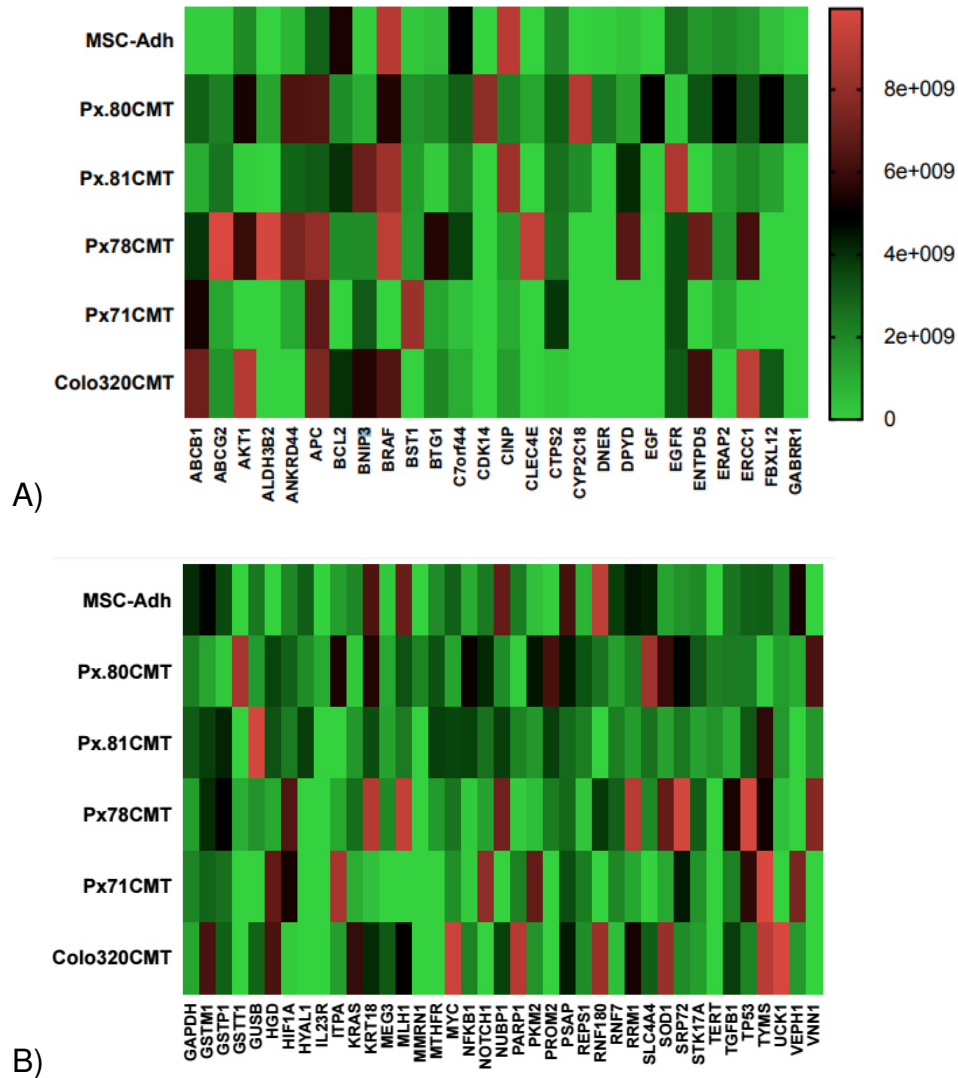 MSC-Adh
Px.80CMT
Px.81CMT
Px78CMT
Px71CMT
Colo320CMT
8e+009
6e+009
4e+009
2e+009
0
ABCB1
ABCG2
AKT1
ALDH3B2
ANKRD44
APC
BCL2
BNIP3
BRAF
BST1
BTG1
C7orf44
CDK14
CINP
CLEC4E
CTPS2
CYP2C18
DNER
DPYD
EGF
EGFR
ENTPD5
ERAP2
ERCC1
FBXL12
GABRR1
A)
MSC-Adh
Px.80CMT
Px.81CMT
Px78CMT
Px71CMT
Colo320CMT
GAPDH
GSTM1
GSTP1
GSTT1
GUSB
HGD
HIF1A
HYAL1
IL23R
ITPA
KRAS
KRT18
MEG3
MLH1
MMRN1
MTHFR
MYC
NFKB1
NOTCH1
NUBP1
PARP1
PKM2
PROM2
PSAP
REPS1
RNF180
RNF7
RRM1
SLC4A4
SOD1
SRP72
STK17A
TERT
TGFB1
TP53
TYMS
UCK1
VEPH1
VNN1
B)